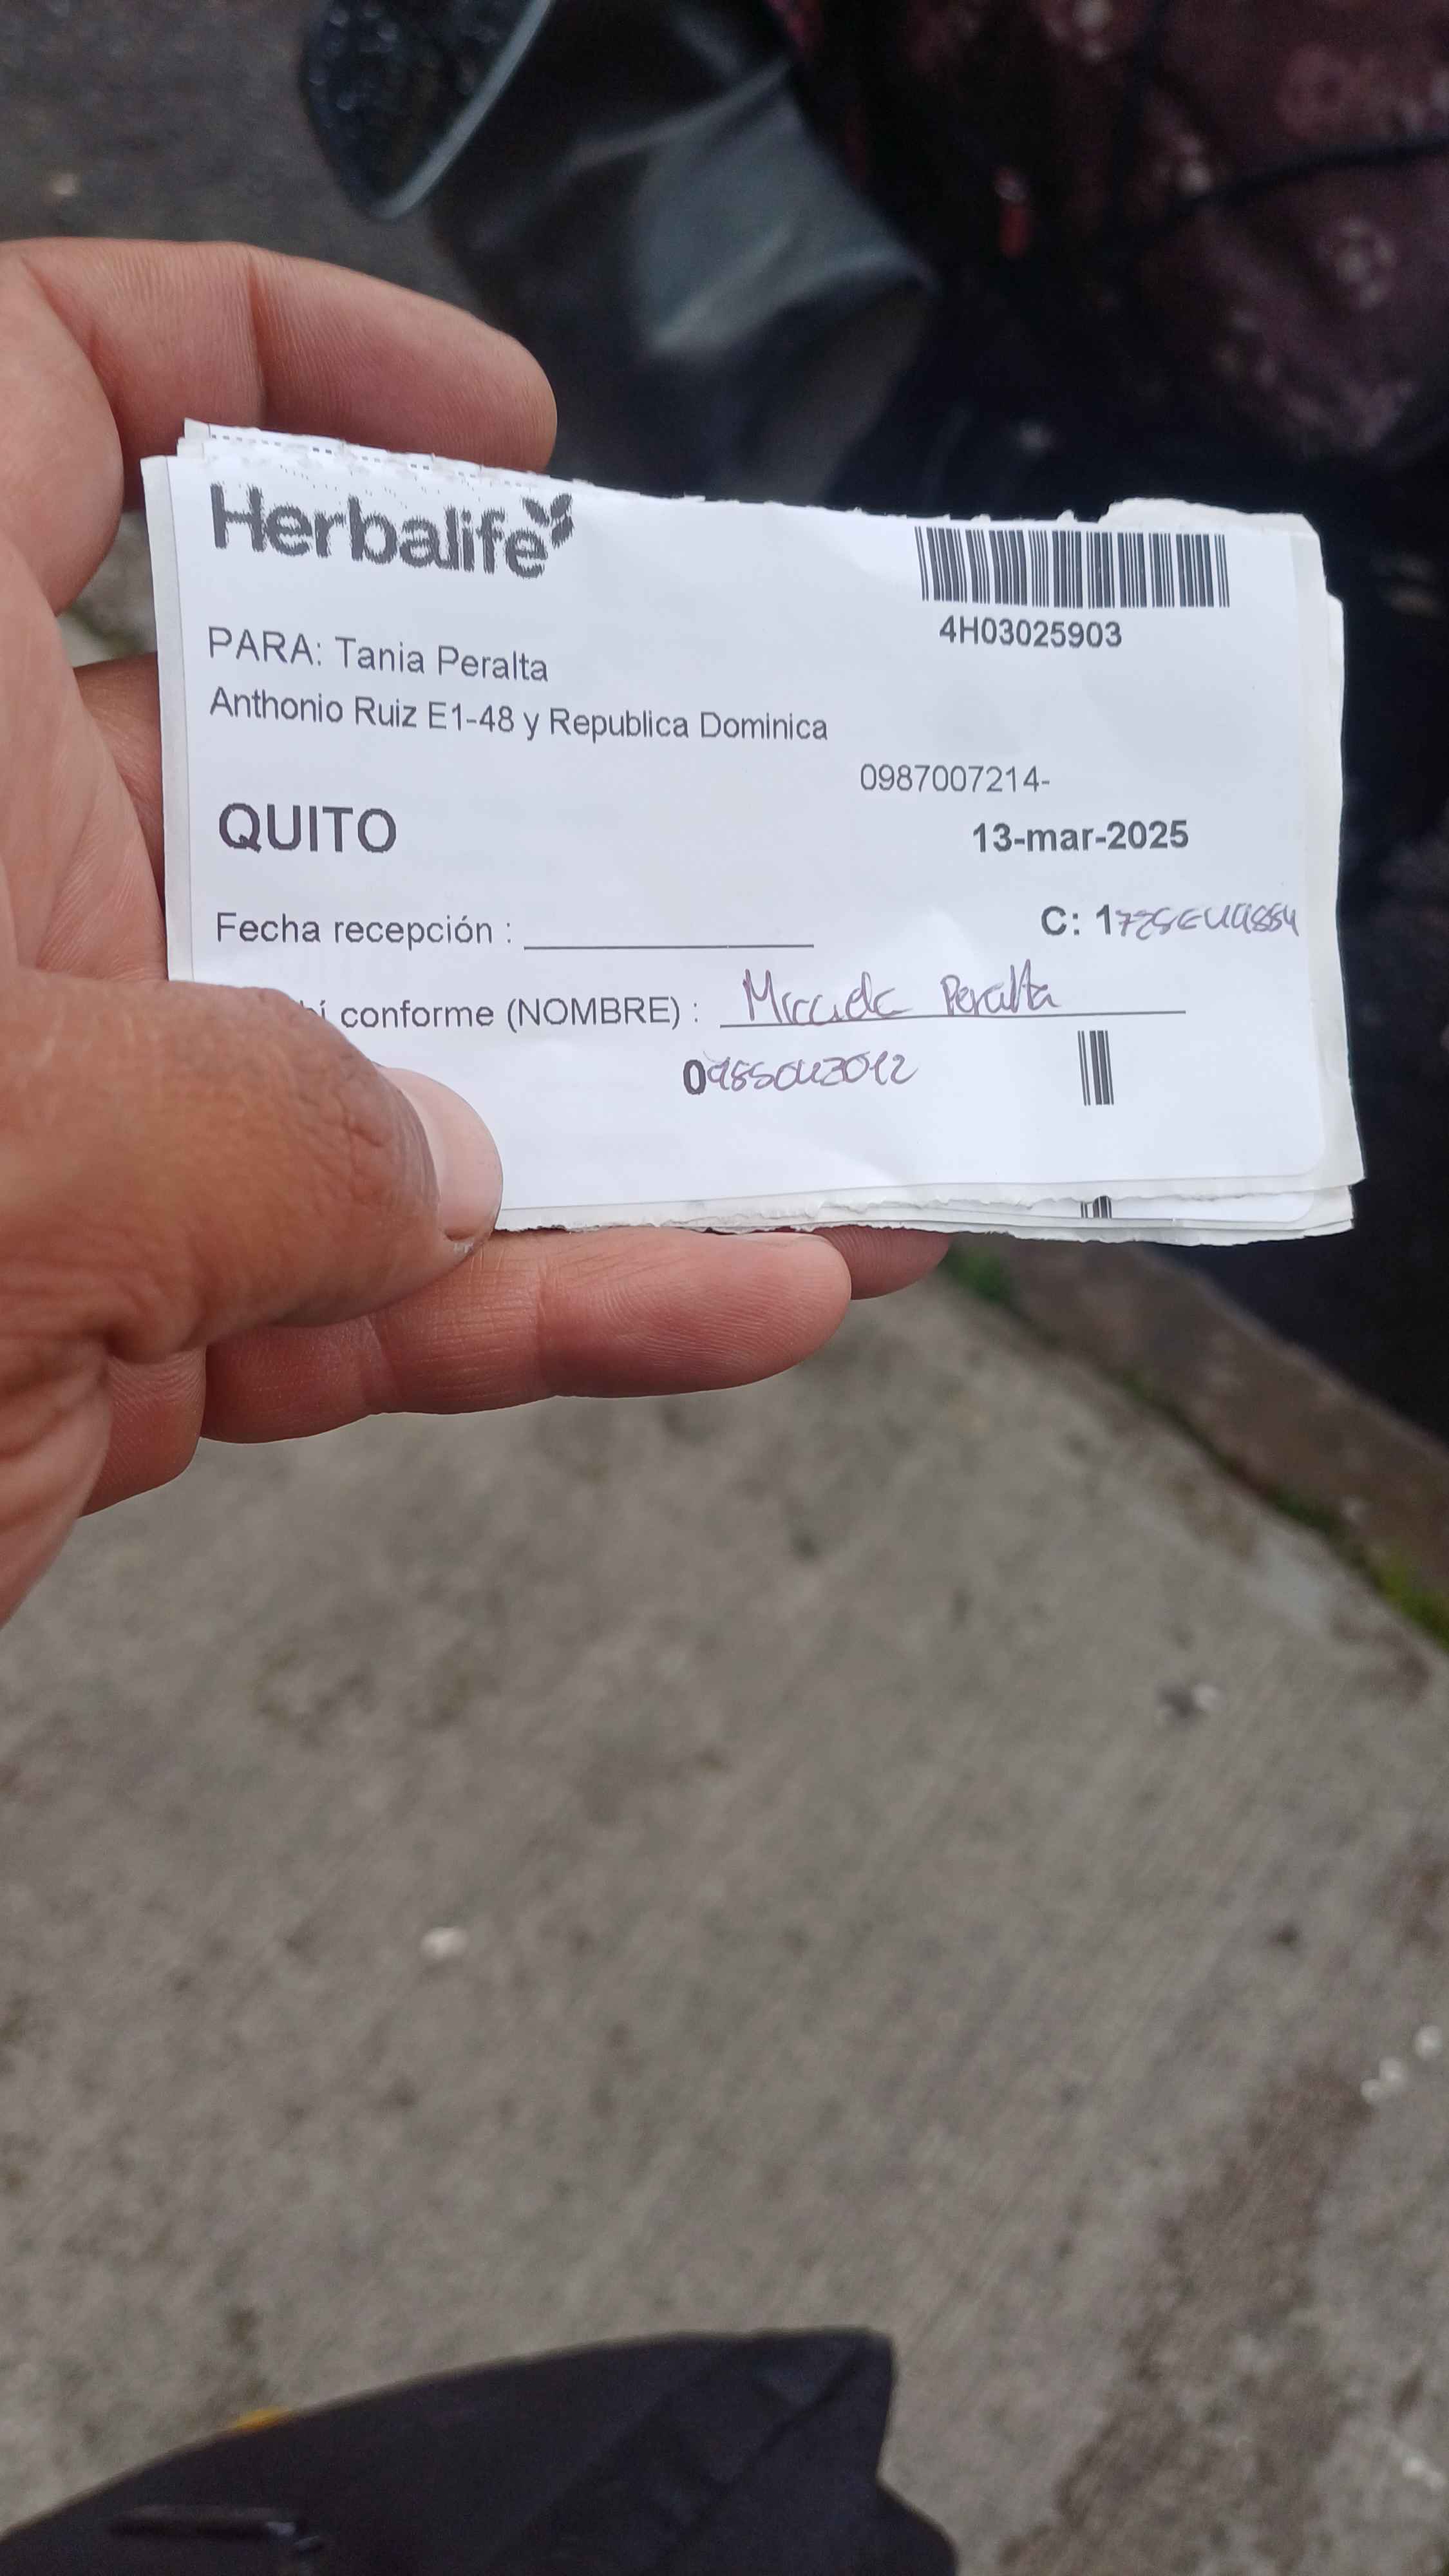 Herbalife
4H03025903
PARA: Tania Peralta
Anthonio Ruiz E1-48 y Republica Dominica
0987007214-
QUITO
13-mar-2025
Fecha recepción :
C:
conforme (NOMBRE) : Peralta